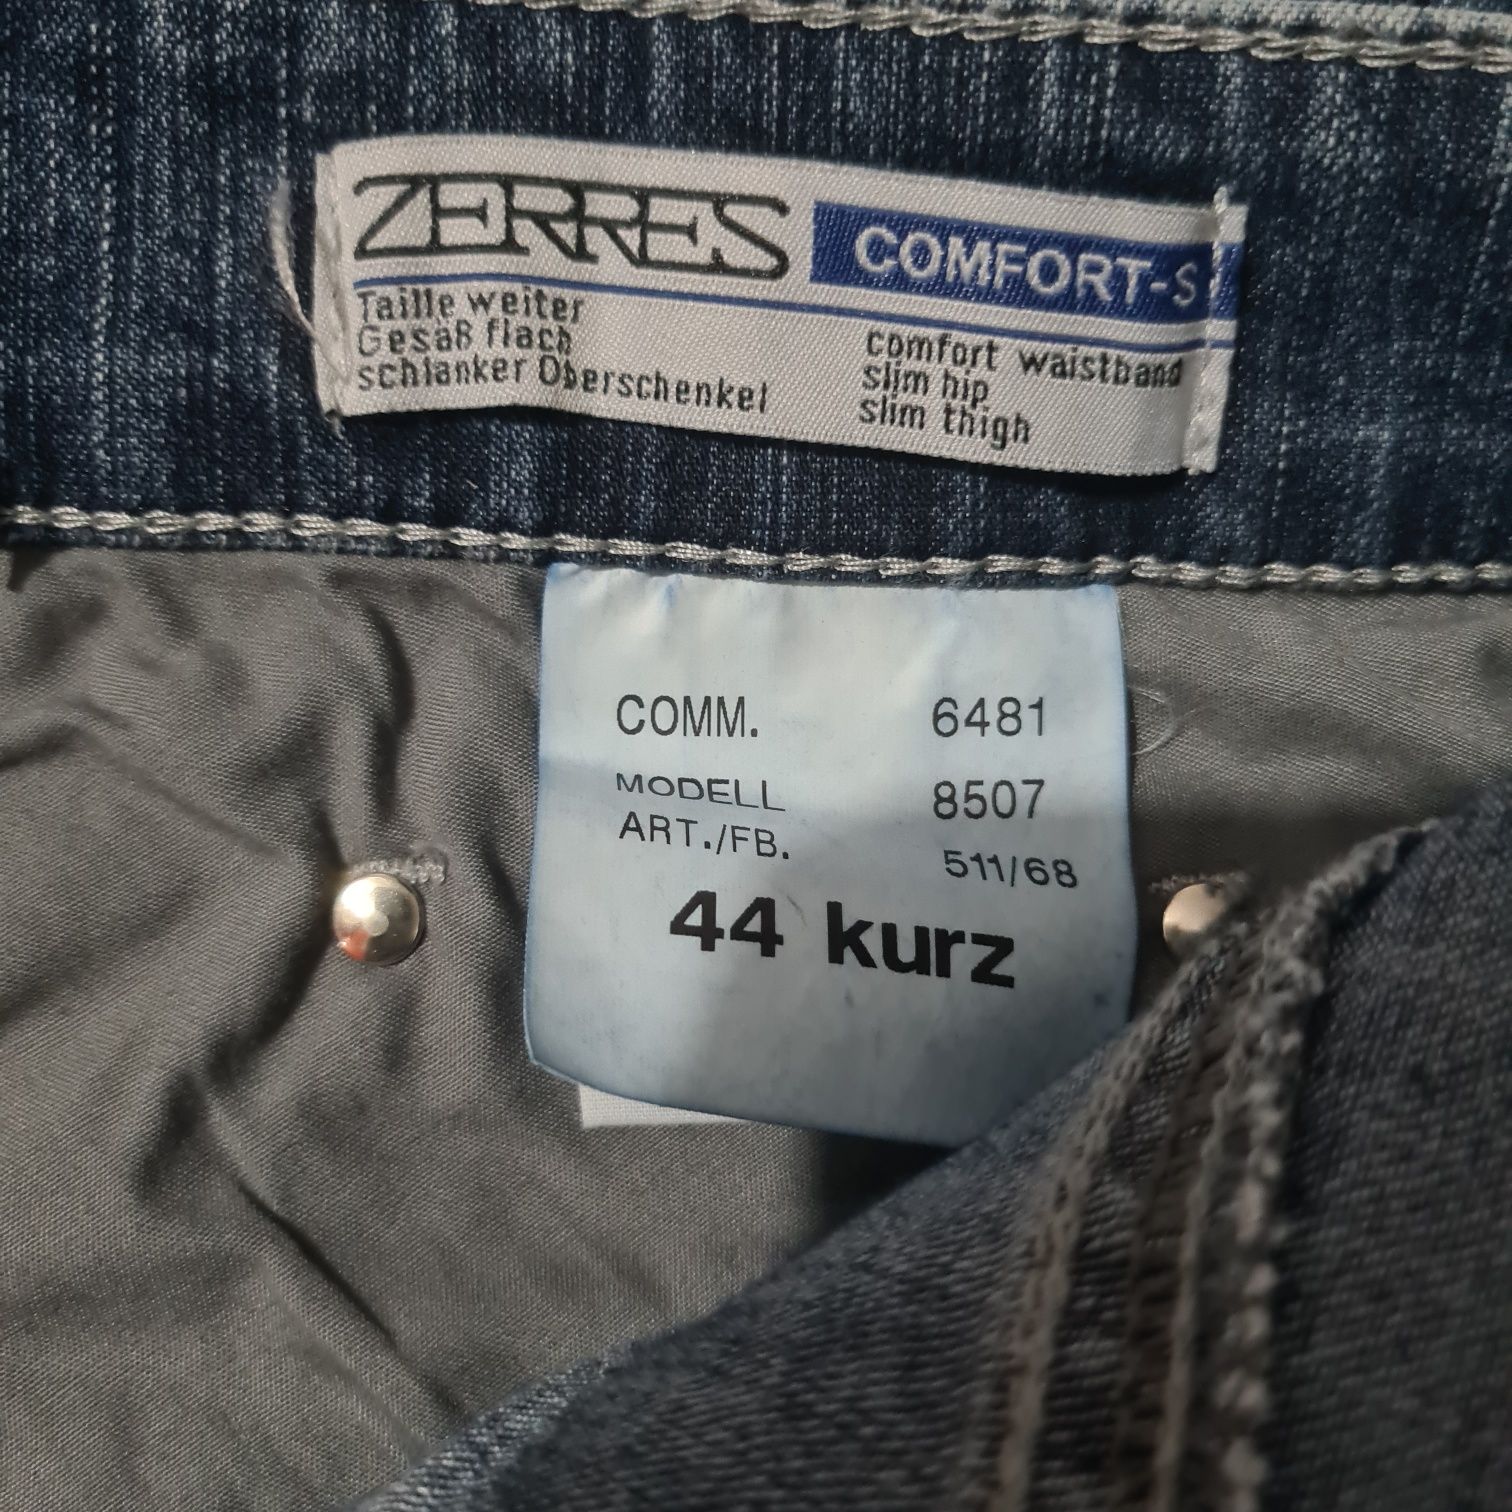 ZERRES COMFORT-S
Taille weiter
Gesäß flach
schlanker Oberschenkel
comfort waistband
slim hip
slim thigh
COMM. 6481
MODELL 8507
ART./FB. 511/68
44 kurz